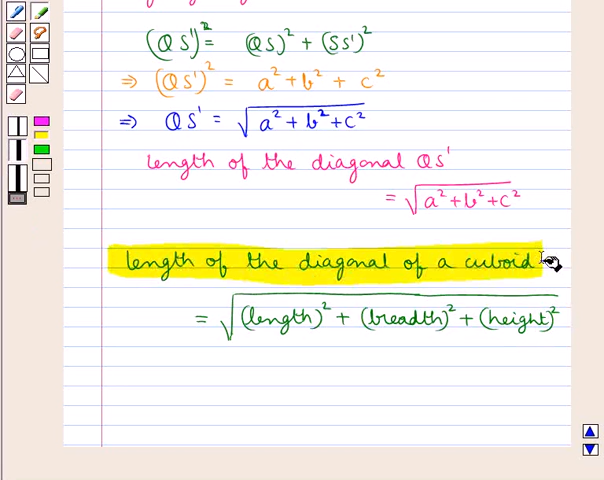 (QS')² = (QS)² + (SS')²
⇒ (QS')² = a² + b² + c²
⇒ QS' = √a² + b² + c²
length of the diagonal QS'
= √a² + b² + c²
length of the diagonal of a cuboid
= √(length)² + (breadth)² + (height)²